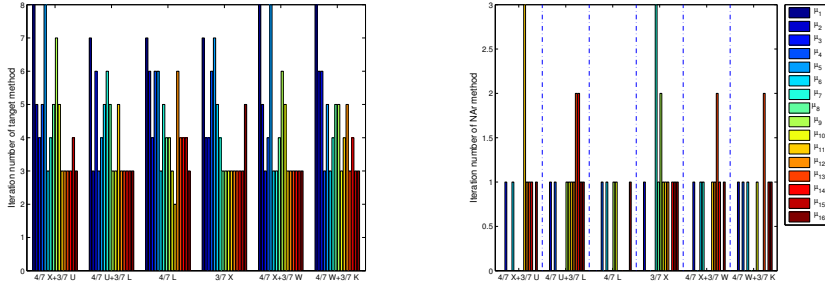 Iteration number of tanget method
8
7
6
5
4
3
2
1
0
4/7 X+3/7 U 4/7 U+3/7 L 4/7 L 3/7 X 4/7 X+3/7 W 4/7 W+3/7 K
Iteration number of NAr method
3
2.5
2
1.5
1
0.5
0
4/7 X+3/7 U 4/7 U+3/7 L 4/7 L 3/7 X 4/7 X+3/7 W 4/7 W+3/7 K
μ1
μ2
μ3
μ4
μ5
μ6
μ7
μ8
μ9
μ10
μ11
μ12
μ13
μ14
μ15
μ16